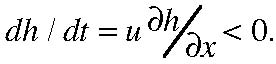 dh / dt = u ∂h/∂x < 0.